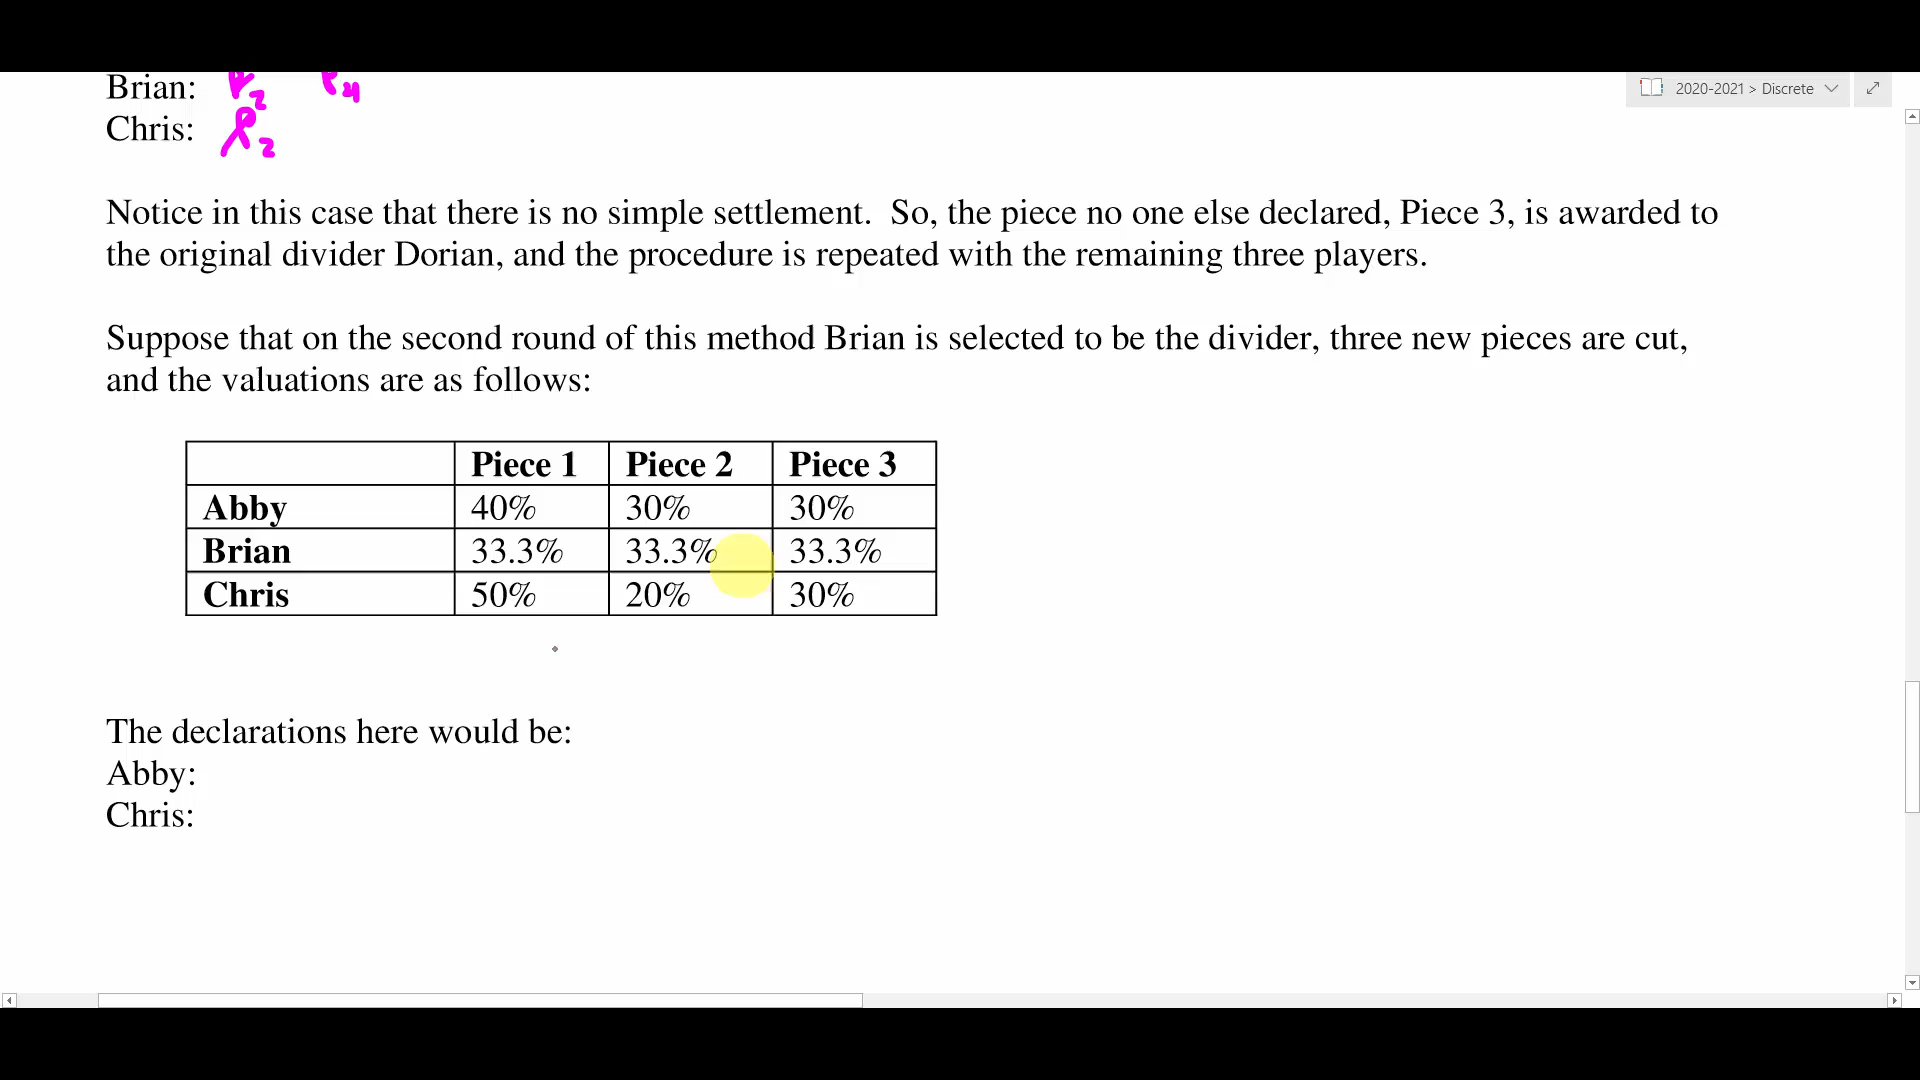 Brian: P2 P4
2020-2021 > Discrete
Chris: P2
Notice in this case that there is no simple settlement. So, the piece no one else declared, Piece 3, is awarded to
the original divider Dorian, and the procedure is repeated with the remaining three players.
Suppose that on the second round of this method Brian is selected to be the divider, three new pieces are cut,
and the valuations are as follows:
Piece 1 Piece 2 Piece 3
Abby 40% 30% 30%
Brian 33.3% 33.3% 33.3%
Chris 50% 20% 30%
The declarations here would be:
Abby:
Chris: